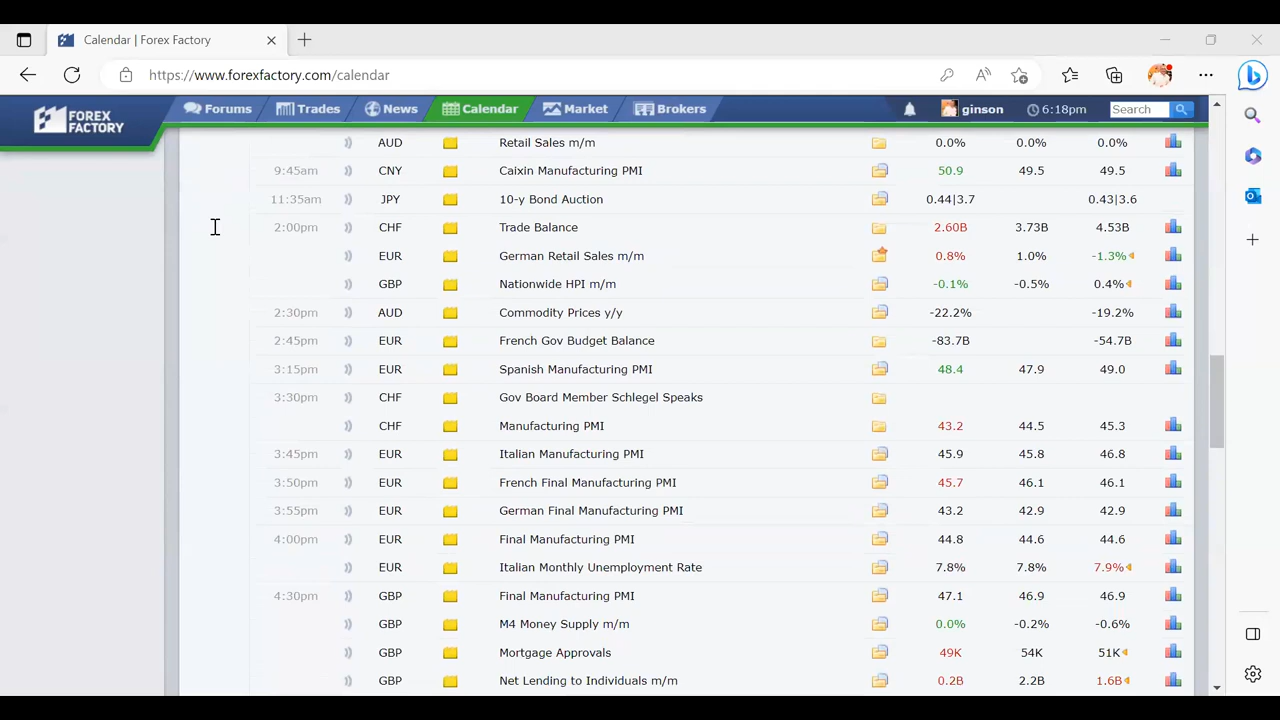 Calendar | Forex Factory
https://www.forexfactory.com/calendar
FOREX FACTORY Forums Trades News Calendar Market Brokers ginson 6:18pm Search
AUD Retail Sales m/m 0.0% 0.0% 0.0%
9:45am CNY Caixin Manufacturing PMI 50.9 49.5 49.5
11:35am JPY 10-y Bond Auction 0.44|3.7 0.43|3.6
2:00pm CHF Trade Balance 2.60B 3.73B 4.53B
EUR German Retail Sales m/m 0.8% 1.0% -1.3%
GBP Nationwide HPI m/m -0.1% -0.5% 0.4%
2:30pm AUD Commodity Prices y/y -22.2% -19.2%
2:45pm EUR French Gov Budget Balance -83.7B -54.7B
3:15pm EUR Spanish Manufacturing PMI 48.4 47.9 49.0
3:30pm CHF Gov Board Member Schlegel Speaks
CHF Manufacturing PMI 43.2 44.5 45.3
3:45pm EUR Italian Manufacturing PMI 45.9 45.8 46.8
3:50pm EUR French Final Manufacturing PMI 45.7 46.1 46.1
3:55pm EUR German Final Manufacturing PMI 43.2 42.9 42.9
4:00pm EUR Final Manufacturing PMI 44.8 44.6 44.6
EUR Italian Monthly Unemployment Rate 7.8% 7.8% 7.9%
4:30pm GBP Final Manufacturing PMI 47.1 46.9 46.9
GBP M4 Money Supply m/m 0.0% -0.2% -0.6%
GBP Mortgage Approvals 49K 54K 51K
GBP Net Lending to Individuals m/m 0.2B 2.2B 1.6B